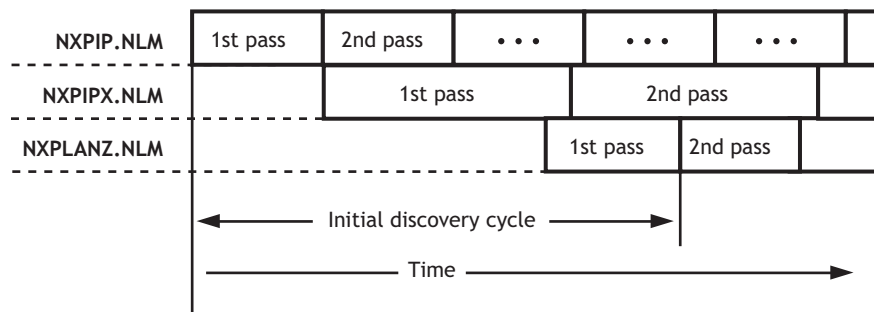 NXPIP.NLM 1st pass 2nd pass • • • • • • • • •
NXPIPX.NLM 1st pass 2nd pass
NXPLANZ.NLM 1st pass 2nd pass
Initial discovery cycle
Time